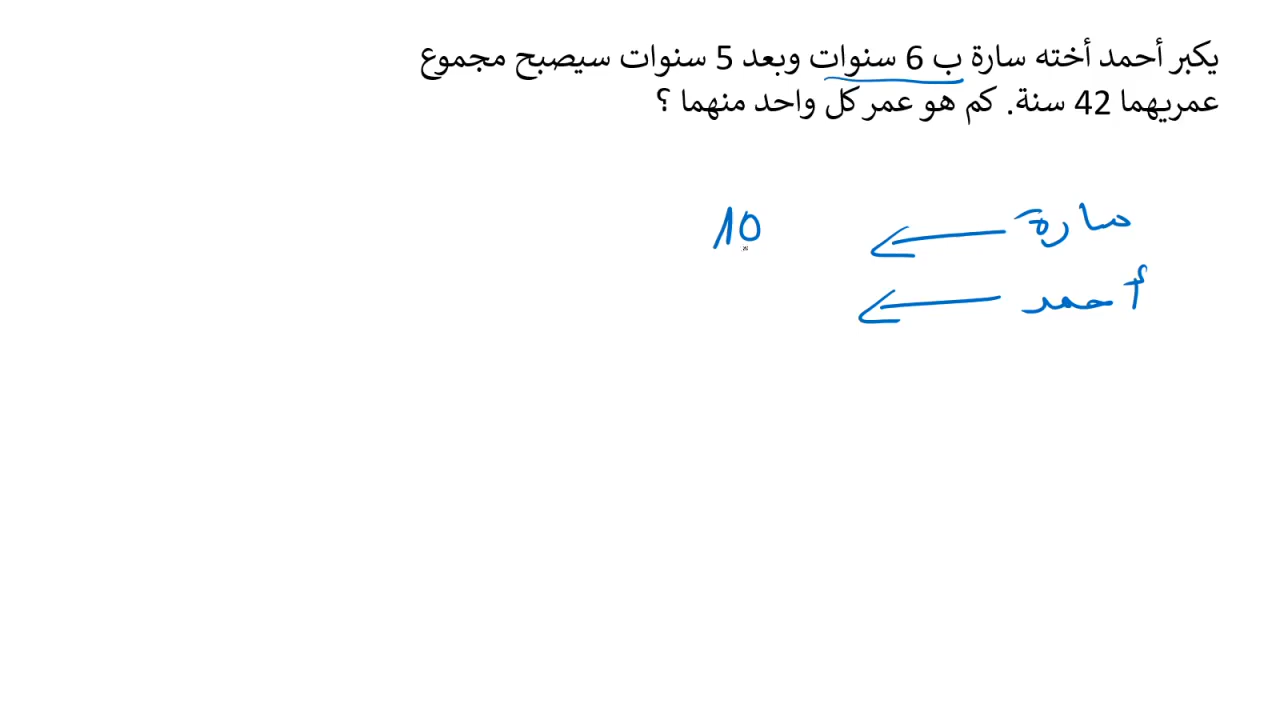 يكبر أحمد أخته سارة ب 6 سنوات وبعد 5 سنوات سيصبح مجموع
عمريهما 42 سنة. كم هو عمر كل واحد منهما ؟
سارة ← 10
أحمد ←